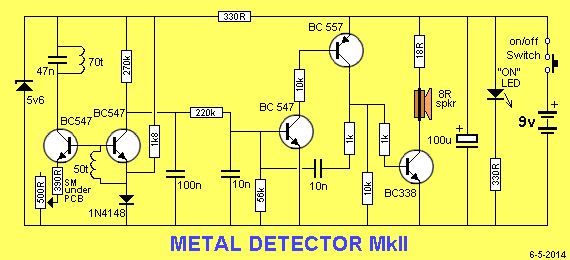 330R
BC 557
on/off
Switch
47n
70t
270k
10k
18R
"ON"
LED
5v6
BC547
BC547
220k
BC 547
8R
spkr
9v
1k8
1k
1k
100u
50t
500R
390R
SM
under
PCB
1N4148
100n
10n
56k
10n
10k
BC338
330R
METAL DETECTOR MkII
6-5-2014